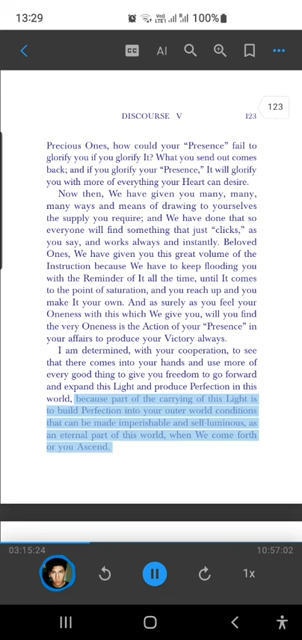 13:29
Vo)
LTE1
100%
CC
AI
123
DISCOURSE V 123
Precious Ones, how could your “Presence” fail to
glorify you if you glorify It? What you send out comes
back; and if you glorify your “Presence,” It will glorify
you with more of everything your Heart can desire.
Now then, We have given you many, many,
many ways and means of drawing to yourselves
the supply you require; and We have done that so
everyone will find something that just “clicks,” as
you say, and works always and instantly. Beloved
Ones, We have given you this great volume of the
Instruction because We have to keep flooding you
with the Reminder of It all the time, until It comes
to the point of saturation, and you reach up and you
make It your own. And as surely as you feel your
Oneness with this which We give you, will you find
the very Oneness is the Action of your “Presence” in
your affairs to produce your Victory always.
I am determined, with your cooperation, to see
that there comes into your hands and use more of
every good thing to give you freedom to go forward
and expand this Light and produce Perfection in this
world, because part of the carrying of this Light is
to build Perfection into your outer world conditions
that can be made imperishable and self-luminous, as
an eternal part of this world, when We come forth
or you Ascend.
03:15:24 10:57:02
1x